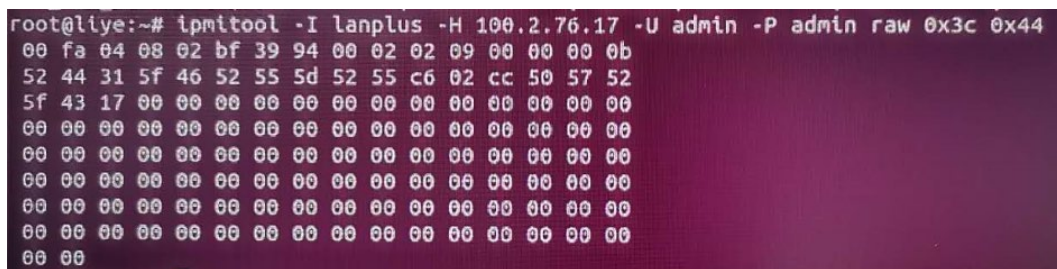 root@liye:~# ipmitool -I lanplus -H 100.2.76.17 -U admin -P admin raw 0x3c 0x44
00 fa 04 08 02 bf 39 94 00 02 02 09 00 00 00 0b
52 44 31 5f 46 52 55 5d 52 55 c6 02 cc 50 57 52
5f 43 17 00 00 00 00 00 00 00 00 00 00 00 00 00
00 00 00 00 00 00 00 00 00 00 00 00 00 00 00 00
00 00 00 00 00 00 00 00 00 00 00 00 00 00 00 00
00 00 00 00 00 00 00 00 00 00 00 00 00 00 00 00
00 00 00 00 00 00 00 00 00 00 00 00 00 00 00 00
00 00 00 00 00 00 00 00 00 00 00 00 00 00 00 00
00 00